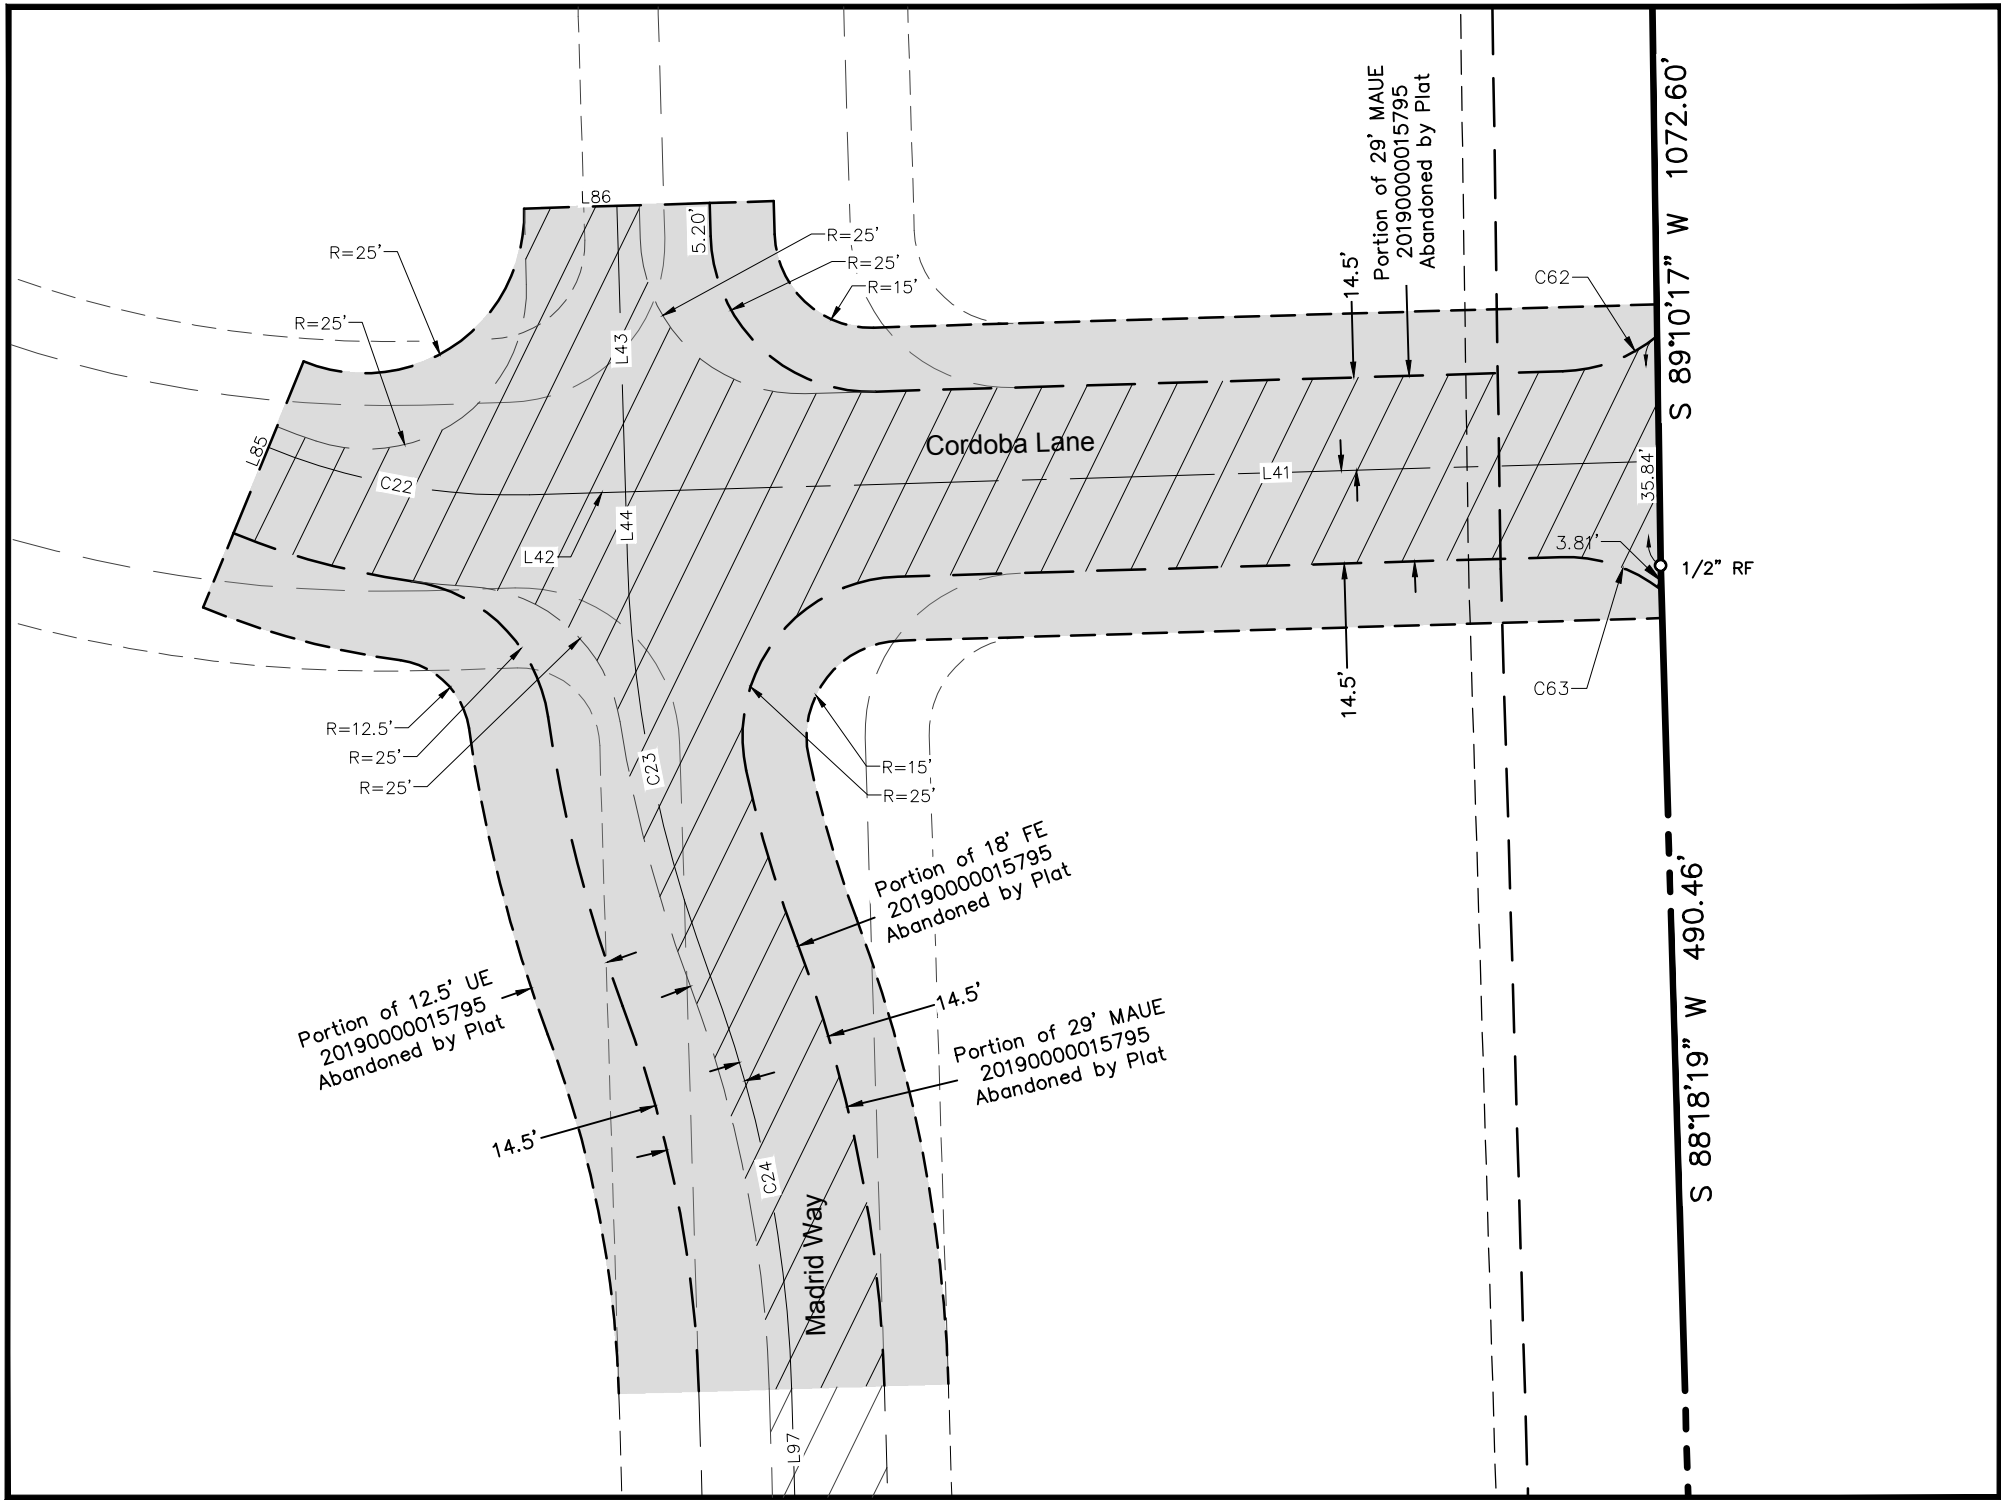 L86
5.20'
L43
R=25'
R=25'
R=25'
R=25'
R=15'
14.5'
Portion of 29' MAUE
20190000015795
Abandoned by Plat
C62
S 89°10'17" W 1072.60'
L85
C22
Cordoba Lane
L41
35.84'
L44
L42
3.81'
1/2" RF
14.5'
C63
R=12.5'
R=25'
R=25'
C23
R=15'
R=25'
Portion of 18' FE
20190000015795
Abandoned by Plat
S 88°18'19" W 490.46'
Portion of 12.5' UE
20190000015795
Abandoned by Plat
14.5'
Portion of 29' MAUE
20190000015795
Abandoned by Plat
14.5'
C24
Madrid Way
L97